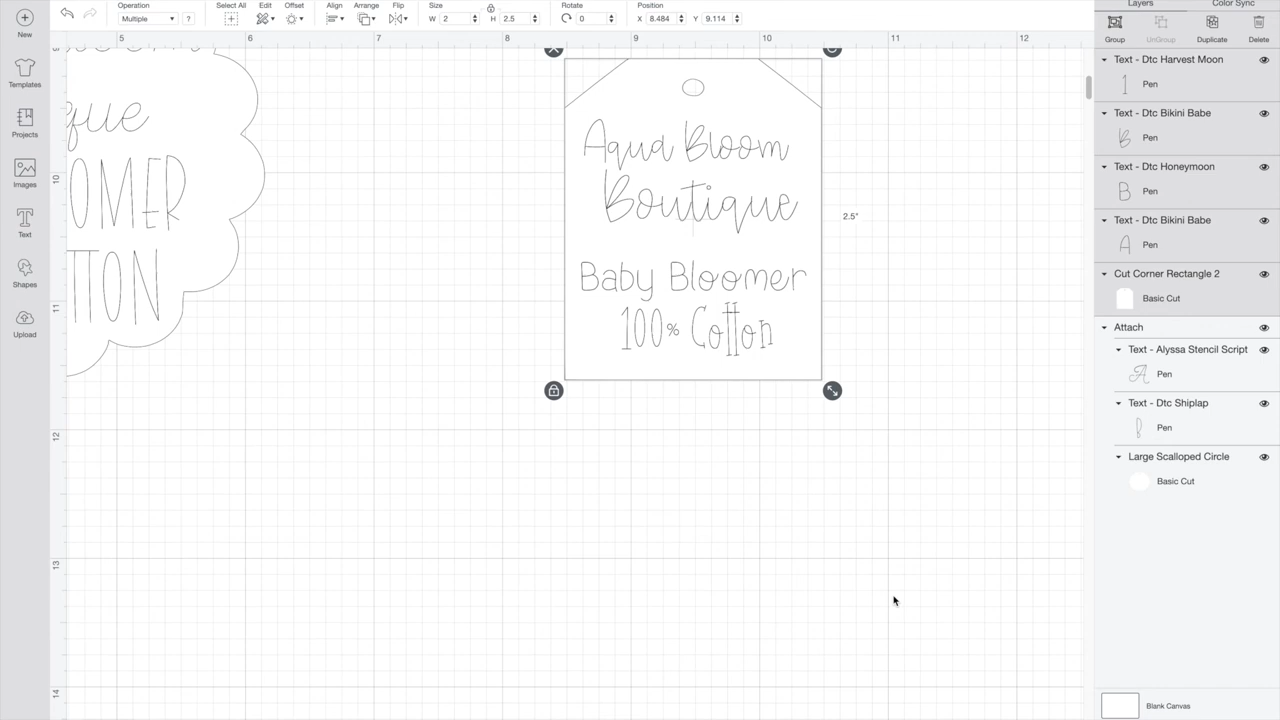 Operation
Select All
Edit
Offset
Align
Arrange
Flip
Size
Rotate
Position
Layers
Color Sync
Multiple
?
W 2
H 2.5
0
X 8.484
Y 9.114
New
Templates
Projects
Images
Text
Shapes
Upload
5
6
7
8
9
10
11
12
10
11
12
13
14
que
OMER
TTON
Aqua Bloom
Boutique
Baby Bloomer
100% Cotton
2.5"
Group
UnGroup
Duplicate
Delete
Text - Dtc Harvest Moon
Pen
Text - Dtc Bikini Babe
Pen
Text - Dtc Honeymoon
Pen
Text - Dtc Bikini Babe
Pen
Cut Corner Rectangle 2
Basic Cut
Attach
Text - Alyssa Stencil Script
Pen
Text - Dtc Shiplap
Pen
Large Scalloped Circle
Basic Cut
Blank Canvas